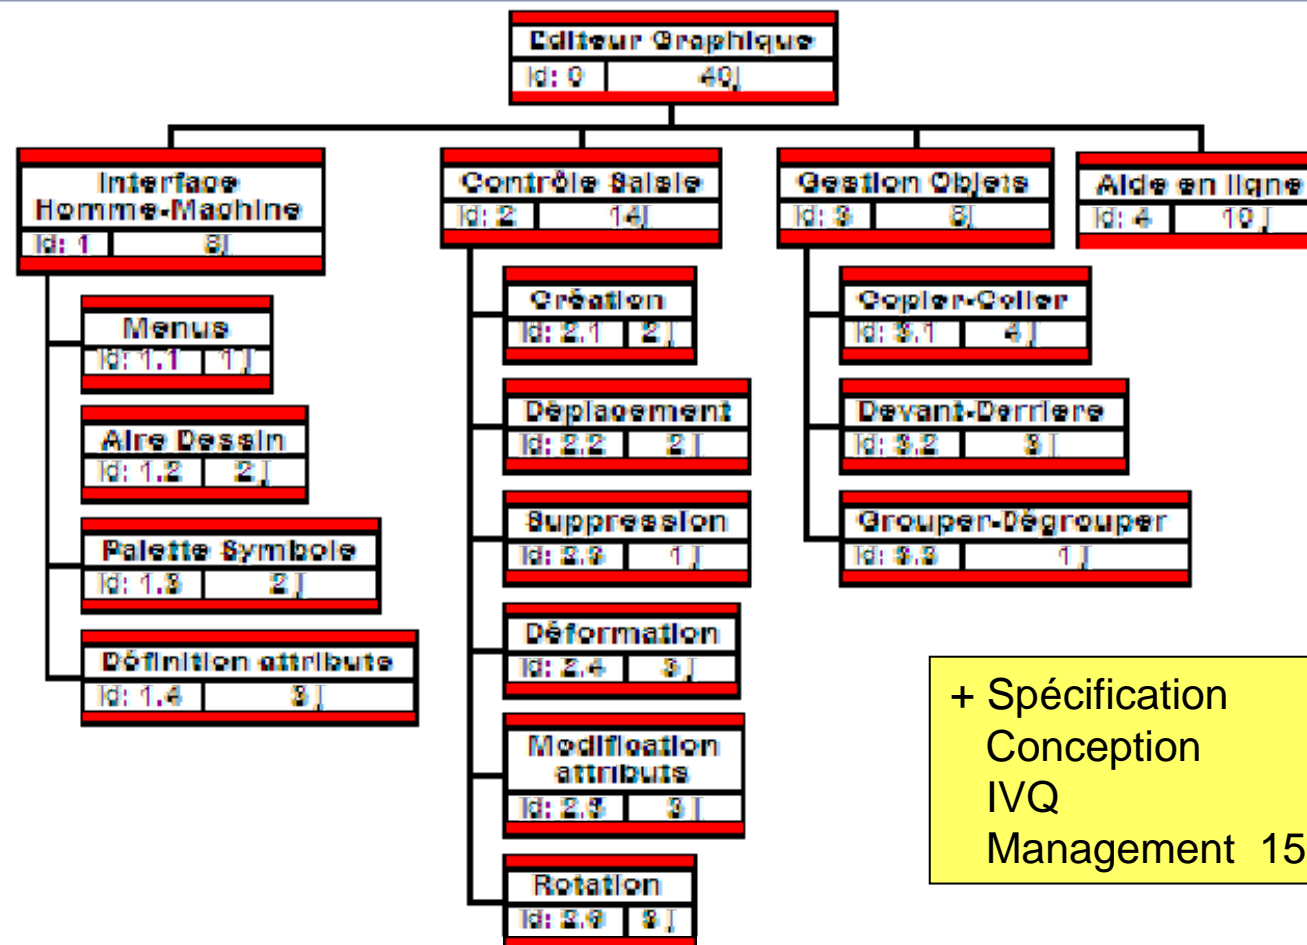 Editeur Graphique
Id: 0 40j
Interface
Homme-Machine
Id: 1 8j
Contrôle Saisie
Id: 2 14j
Gestion Objets
Id: 3 8j
Aide en ligne
Id: 4 10 j
Menus
Id: 1.1 1 j
Aire Dessin
Id: 1.2 2 j
Palette Symbole
Id: 1.3 2 j
Définition attributs
Id: 1.4 3 j
Création
Id: 2.1 2 j
Déplacement
Id: 2.2 2 j
Suppression
Id: 2.3 1 j
Déformation
Id: 2.4 3 j
Modification
attributs
Id: 2.5 3 j
Rotation
Id: 2.6 3 j
Copier-Coller
Id: 3.1 4 j
Devant-Derriere
Id: 3.2 3 j
Grouper-Dégrouper
Id: 3.3 1 j
+ Spécification
Conception
IVQ
Management 15